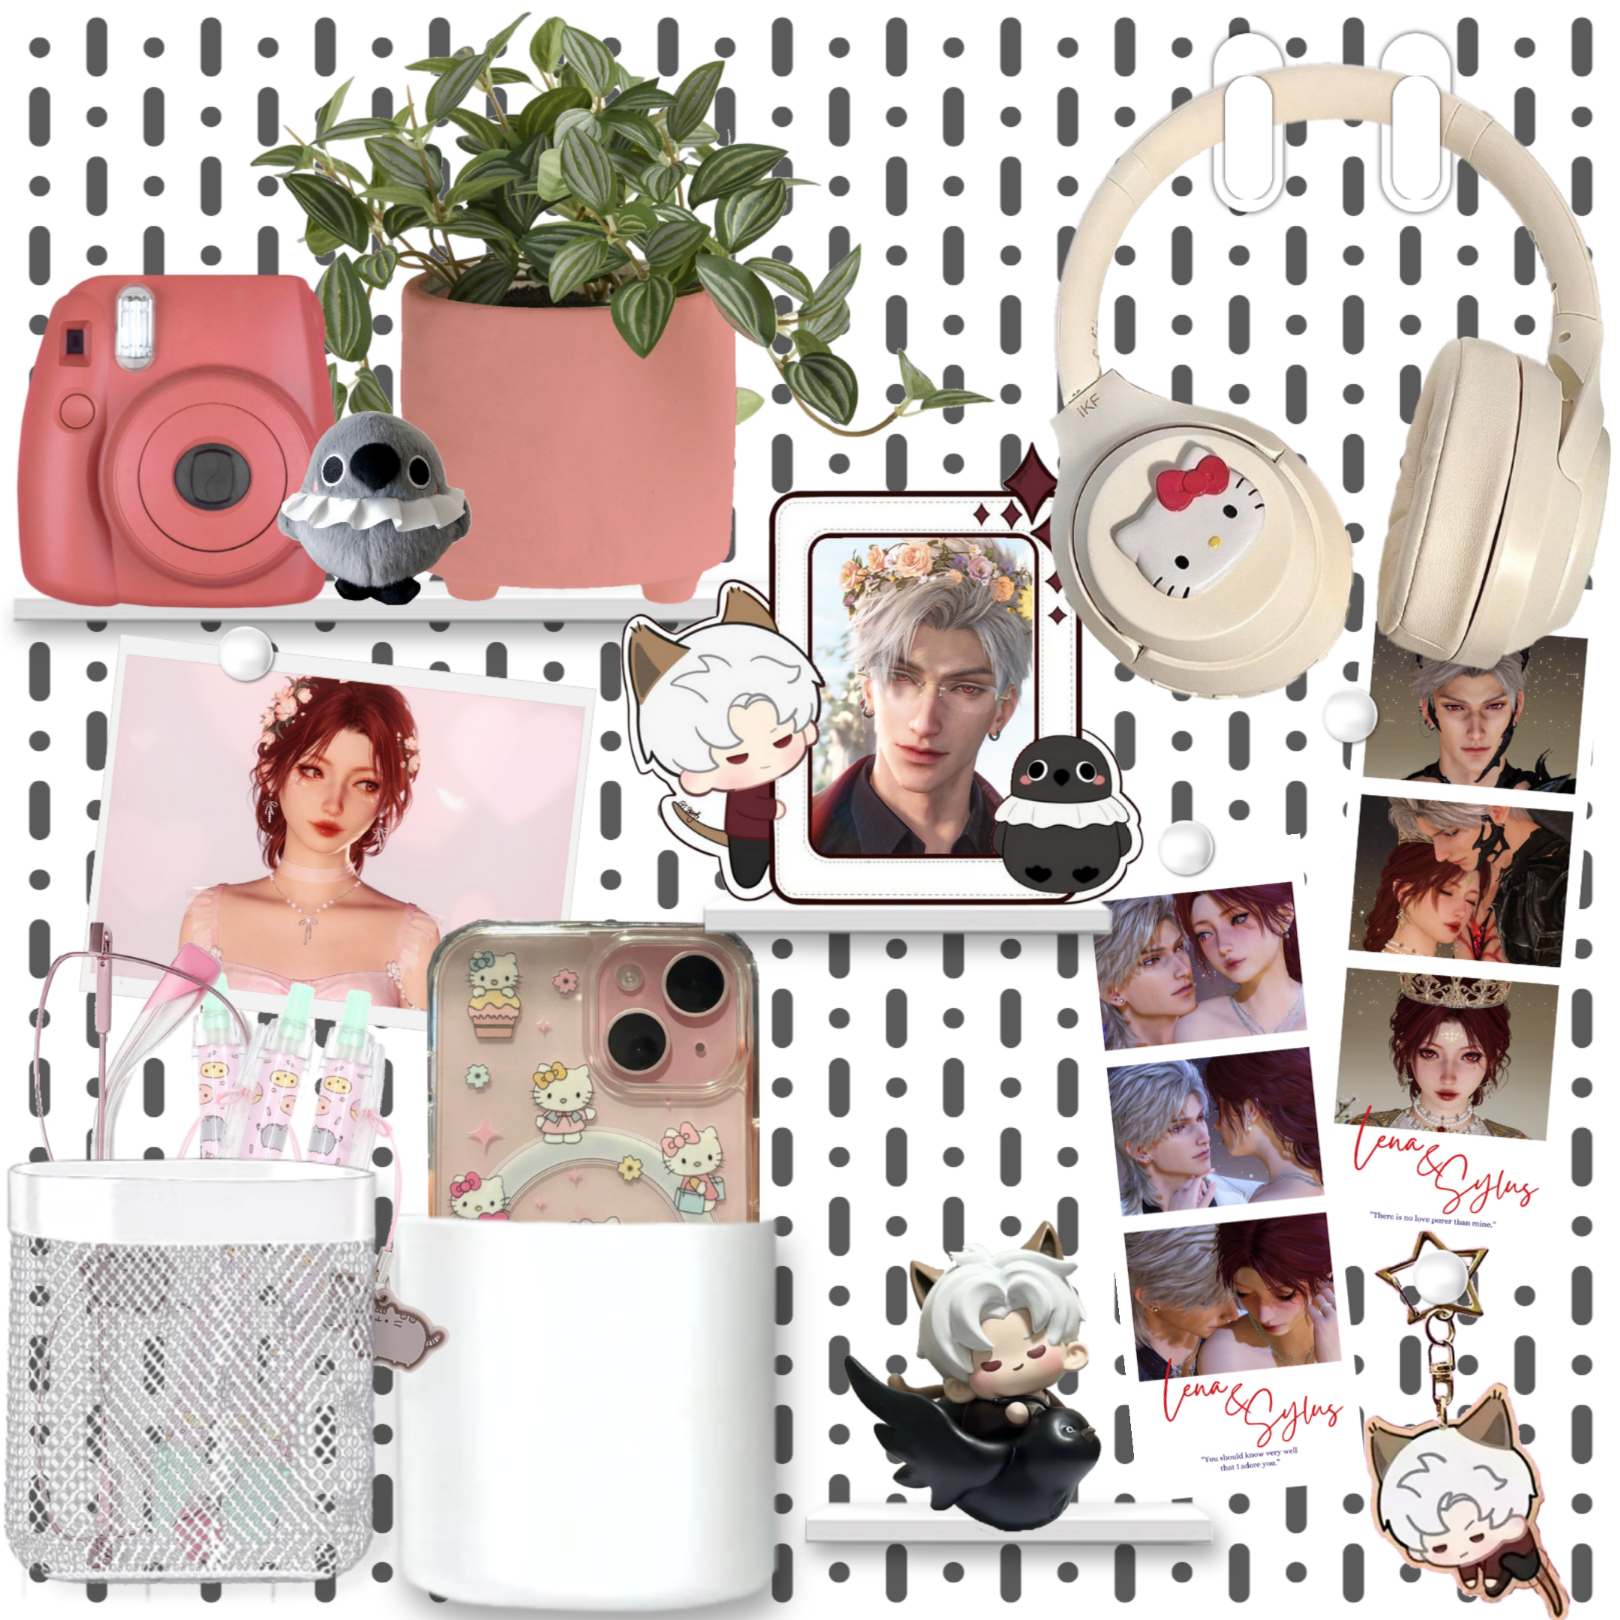 IKF
Lena
&
Sylus
"There is no love purer than mine."
Lena
&
Sylus
"You should know very well
that I adore you."